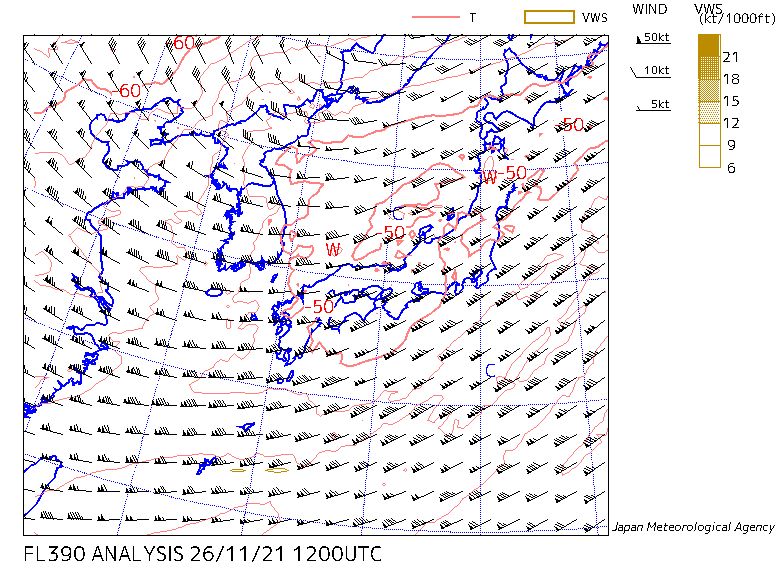 T VWS
WIND
50kt
10kt
5kt
VWS
(kt/1000ft)
21
18
15
12
9
6
60
60
50
W -50
C
50
W
-50
C
Japan Meteorological Agency
FL390 ANALYSIS 26/11/21 1200UTC